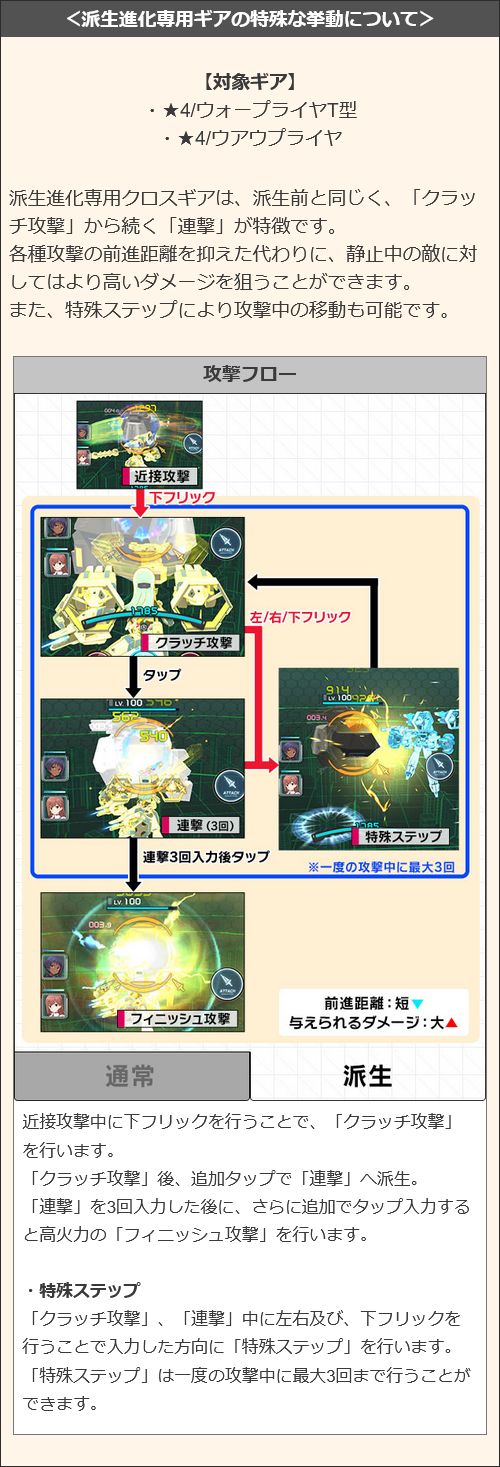 ＜派生進化専用ギアの特殊な挙動について＞
【対象ギア】
・★4/ウォープライヤT型
・★4/ウアウプライヤ
派生進化専用クロスギアは、派生前と同じく、「クラッ
チ攻撃」から続く「連撃」が特徴です。
各種攻撃の前進距離を抑えた代わりに、静止中の敵に対
してはより高いダメージを狙うことができます。
また、特殊ステップにより攻撃中の移動も可能です。
攻撃フロー
近接攻撃
下フリック
ATTACH
1785
クラッチ攻撃
左/右/下フリック
タップ
LV.100
562
540
ATTACH
連撃（3回）
914
LV.100
003.4
ATTACH
特殊ステップ
連撃3回入力後タップ
※一度の攻撃中に最大3回
LV.100
003.9
ATTACH
フィニッシュ攻撃
前進距離：短▼
与えられるダメージ：大▲
通常
派生
近接攻撃中に下フリックを行うことで、「クラッチ攻撃」
を行います。
「クラッチ攻撃」後、追加タップで「連撃」へ派生。
「連撃」を3回入力した後に、さらに追加でタップ入力する
と高火力の「フィニッシュ攻撃」を行います。
・特殊ステップ
「クラッチ攻撃」、「連撃」中に左右及び、下フリックを
行うことで入力した方向に「特殊ステップ」を行います。
「特殊ステップ」は一度の攻撃中に最大3回まで行うことが
できます。